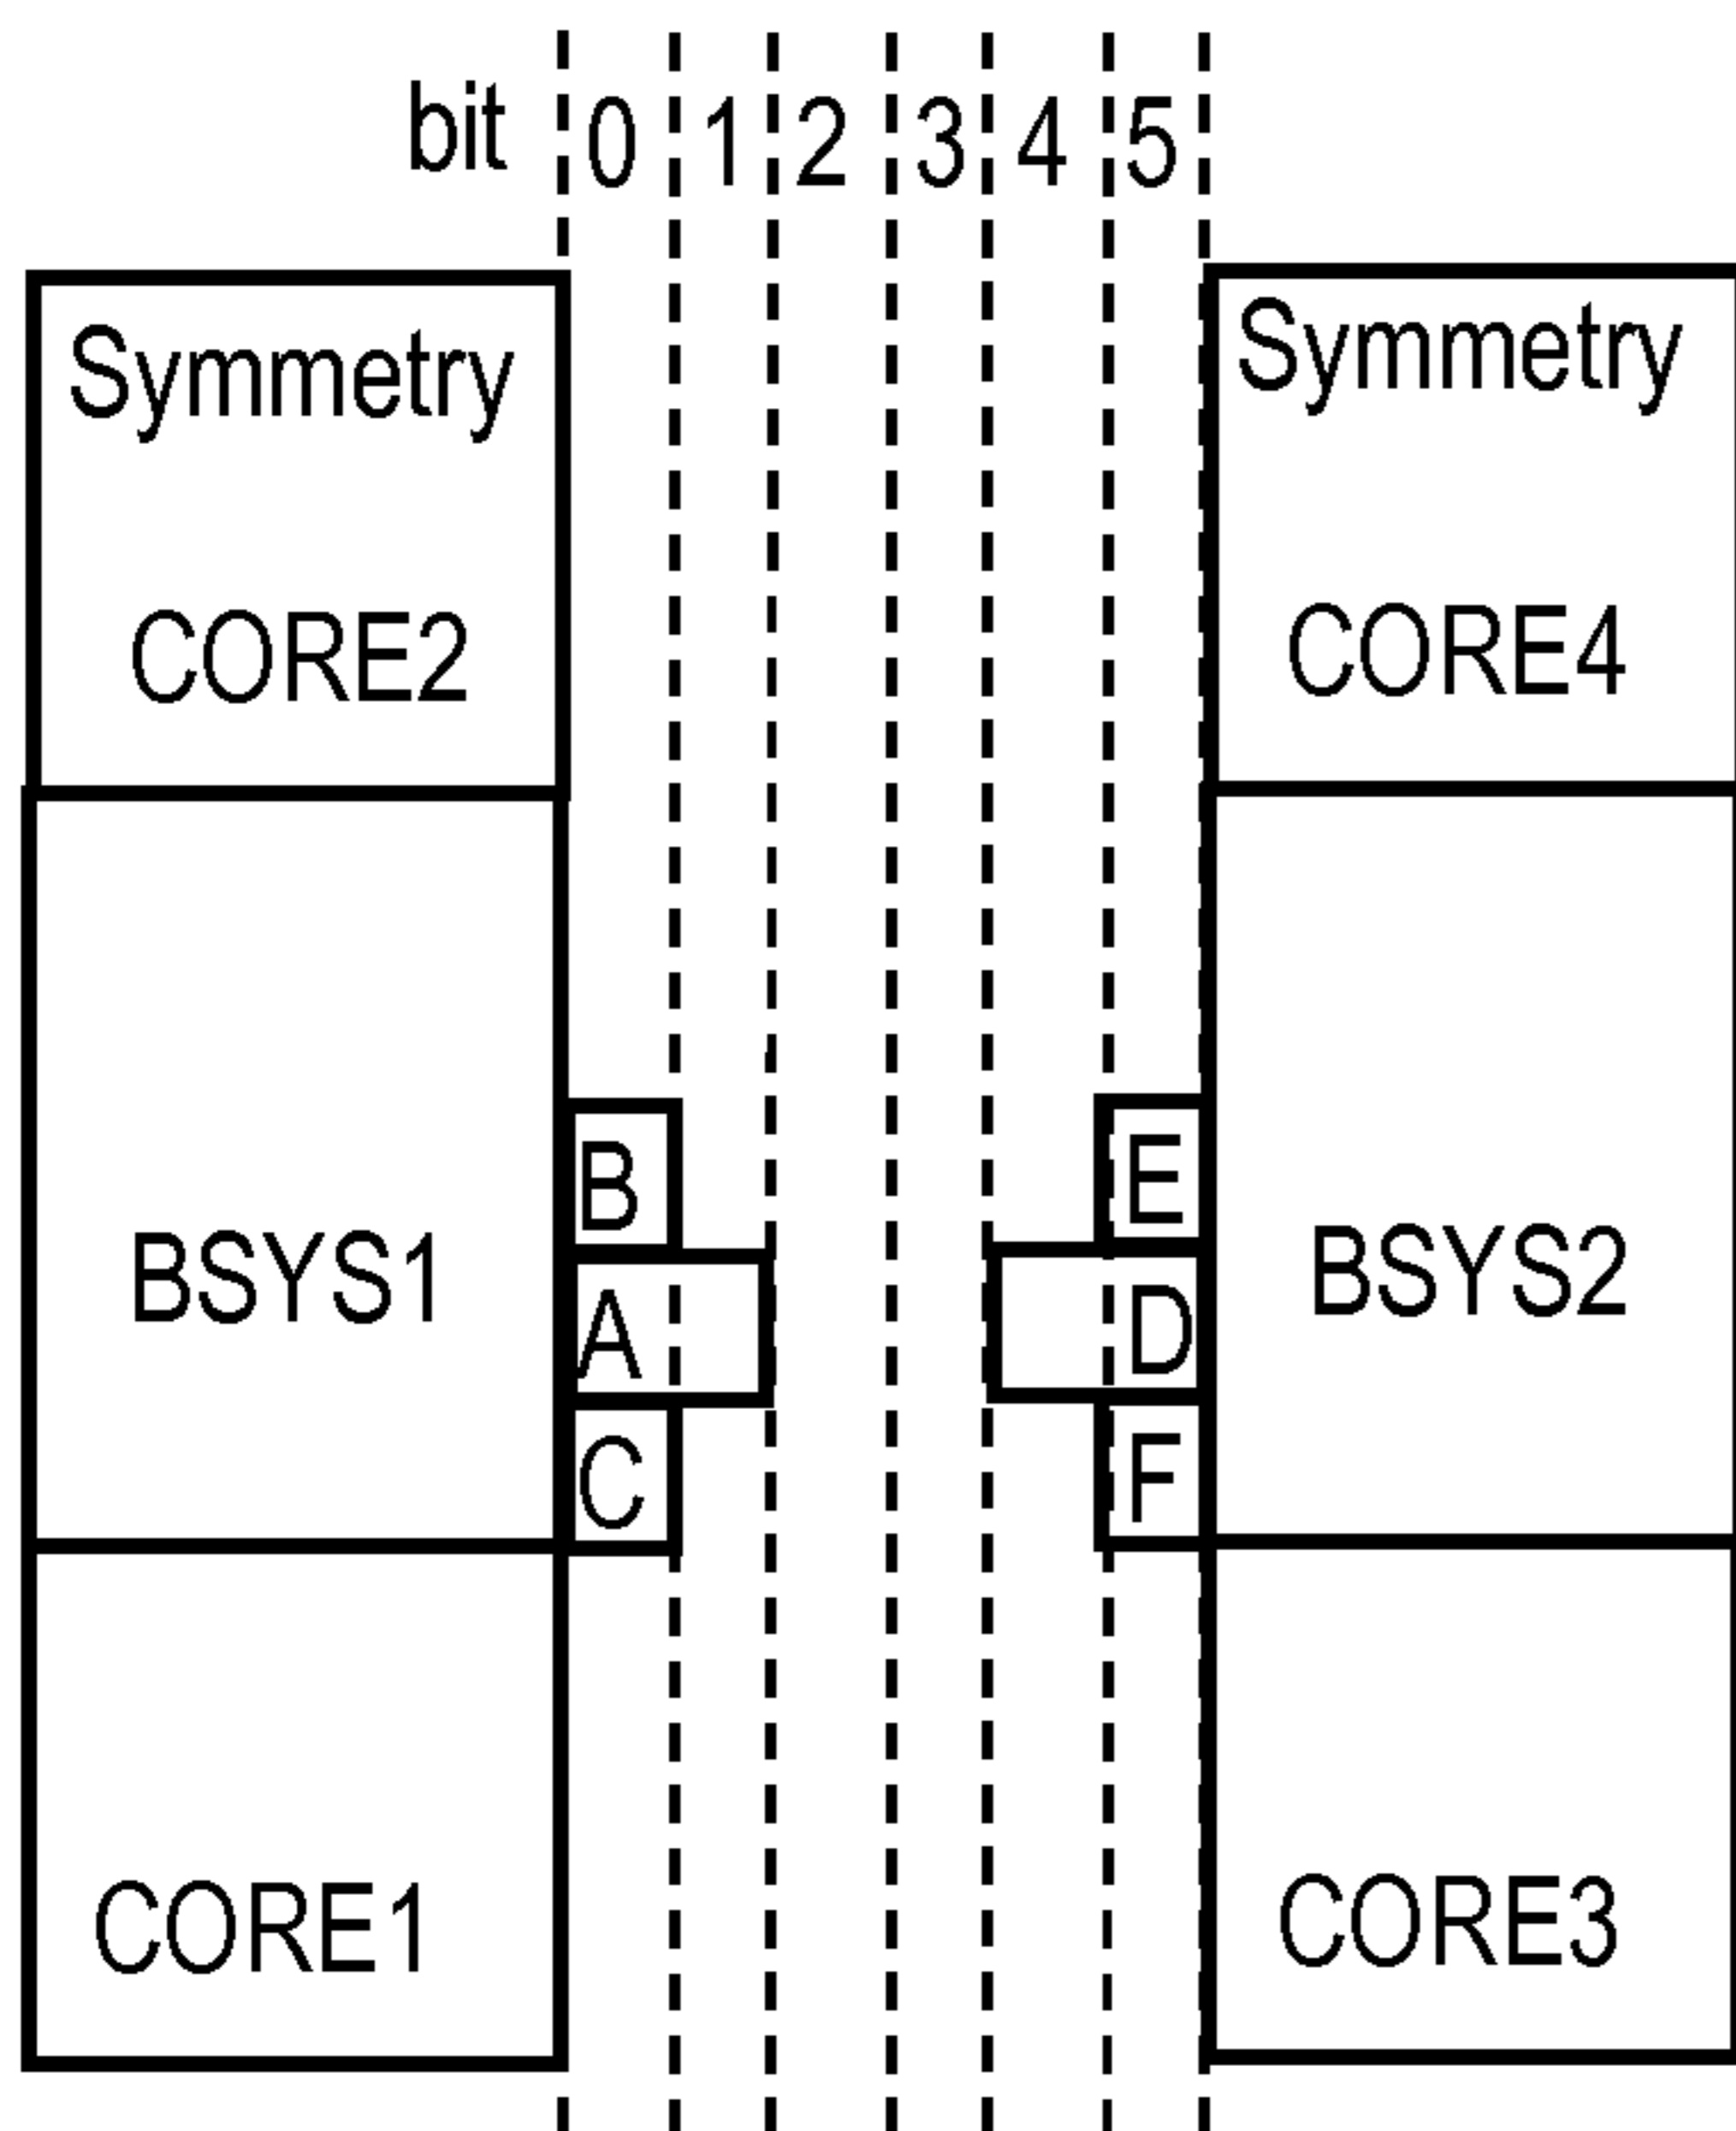 bit 0 1 2 3 4 5
Symmetry Symmetry
CORE2 CORE4
B E
BSYS1 BSYS2
A D
C F
CORE1 CORE3